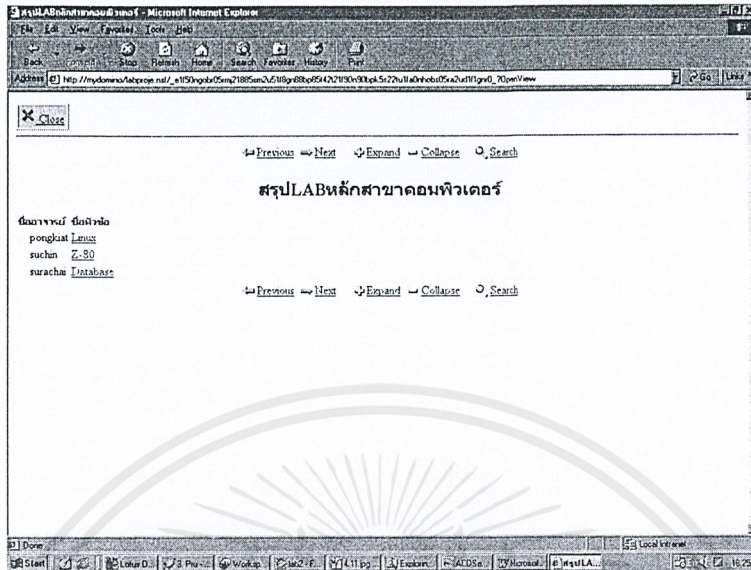 สรุปLABหลักสาขาคอมพิวเตอร์ - Microsoft Internet Explorer
File Edit View Favorites Tools Help
Back Forward Stop Refresh Home Search Favorites History Print
Address Go Links
Close
Previous Next Expand Collapse Search
สรุปLABหลักสาขาคอมพิวเตอร์
ชื่ออาจารย์ ชื่อหัวข้อ
pongkiat Linux
suchin Z-80
surachai Database
Previous Next Expand Collapse Search
Done Local intranet
Start